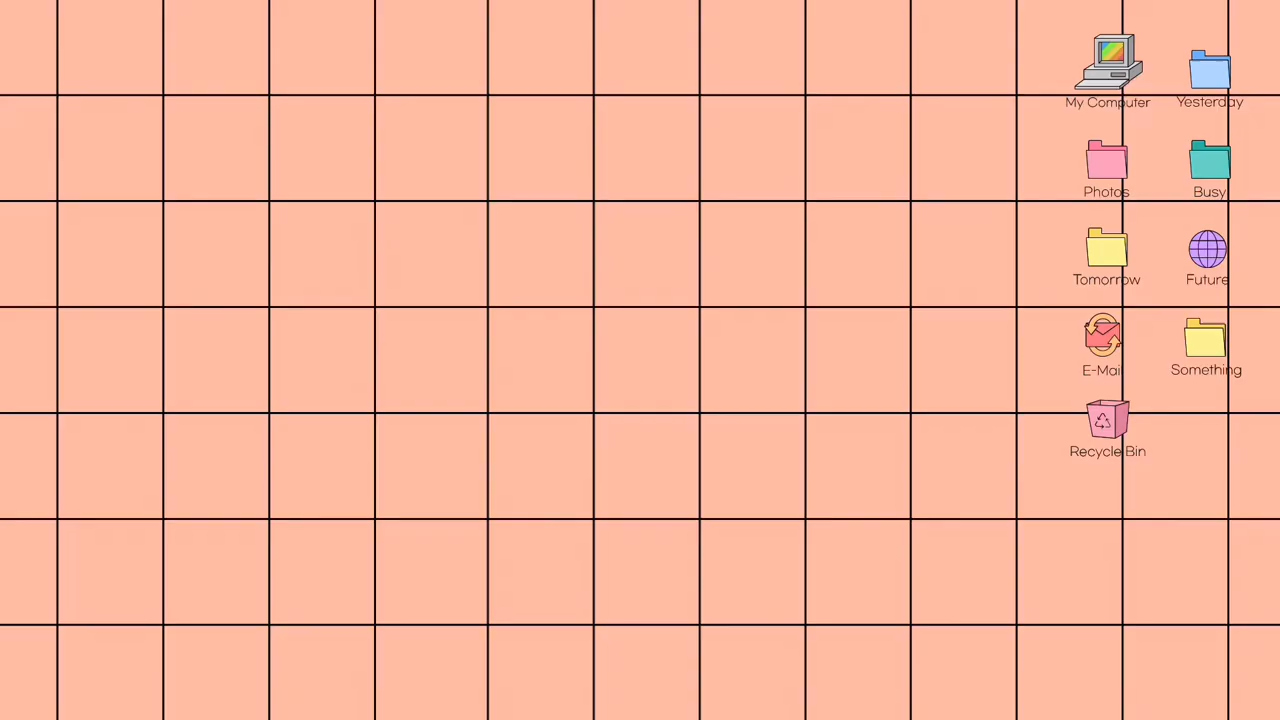 My Computer
Yesterday
Photos
Busy
Tomorrow
Future
E-Mail
Something
Recycle Bin